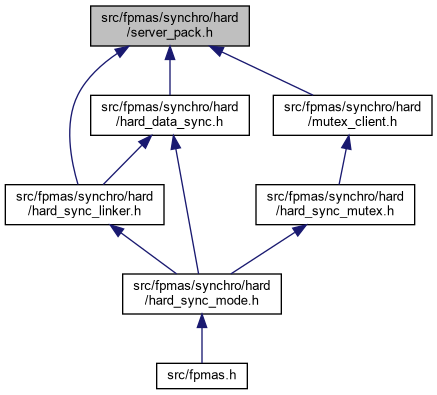 src/fpmas/synchro/hard
/server_pack.h
src/fpmas/synchro/hard
/hard_data_sync.h
src/fpmas/synchro/hard
/mutex_client.h
src/fpmas/synchro/hard
/hard_sync_linker.h
src/fpmas/synchro/hard
/hard_sync_mutex.h
src/fpmas/synchro/hard
/hard_sync_mode.h
src/fpmas.h